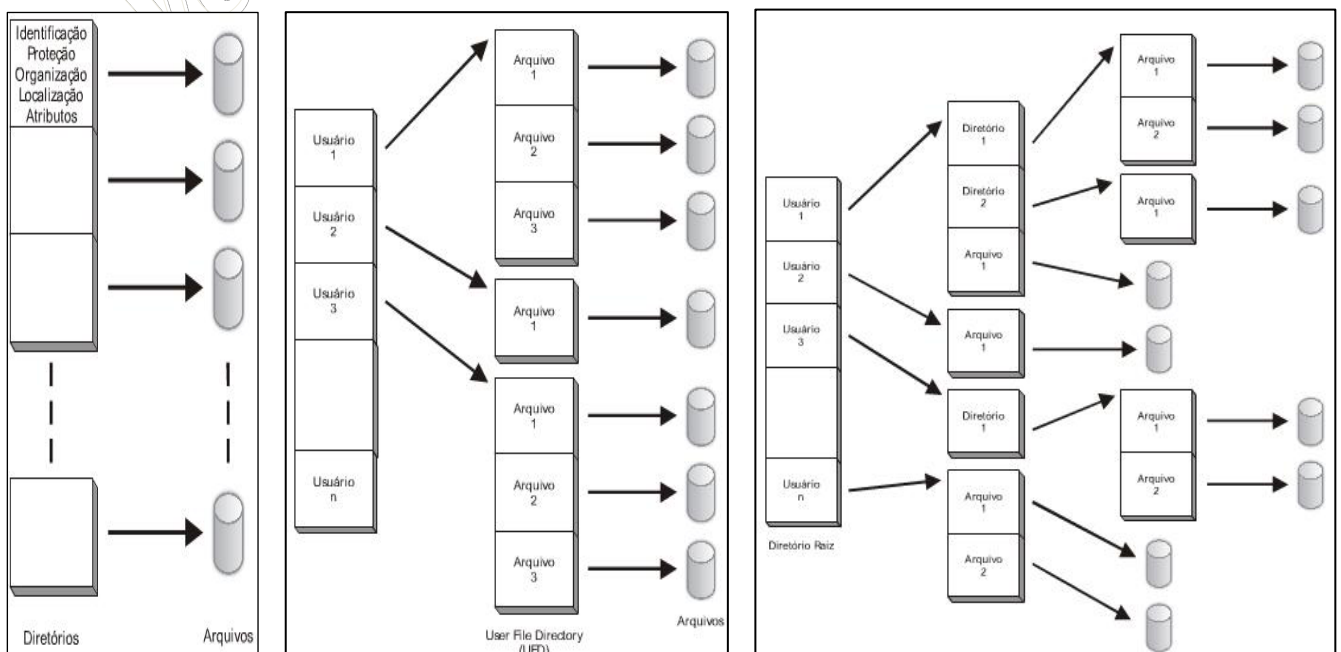 Identificação
Proteção
Organização
Localização
Atributos
Diretórios
Arquivos
Usuário
1
Usuário
2
Usuário
3
Usuário
n
Arquivo
1
Arquivo
2
Arquivo
3
Arquivo
1
Arquivo
1
Arquivo
2
Arquivo
3
User File Directory
(UFD)
Arquivos
Usuário
1
Usuário
2
Usuário
3
Usuário
n
Diretório Raiz
Diretório
1
Diretório
2
Arquivo
1
Arquivo
1
Diretório
1
Arquivo
1
Arquivo
2
Arquivo
1
Arquivo
2
Arquivo
1
Arquivo
1
Arquivo
2